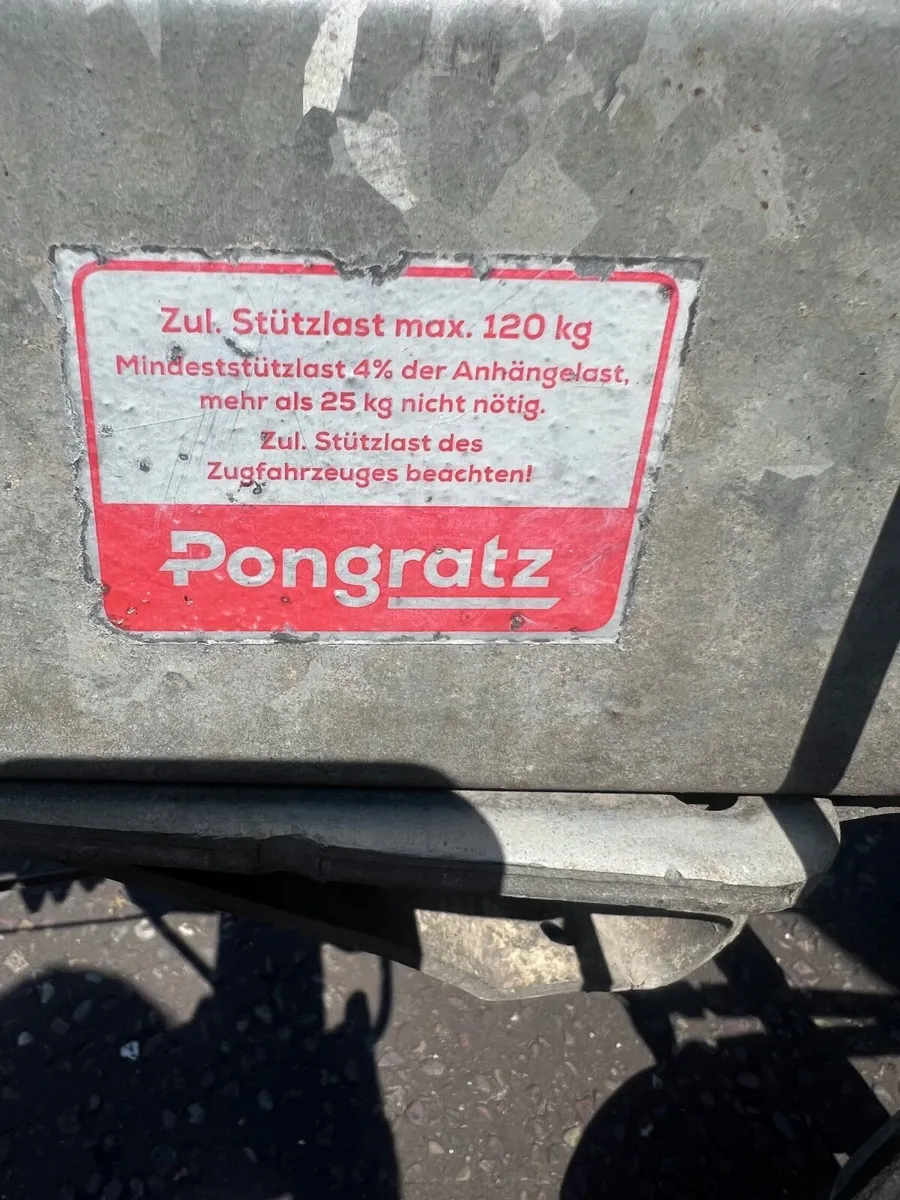 Zul. Stützlast max. 120 kg
Mindeststützlast 4% der Anhängelast,
mehr als 25 kg nicht nötig.
Zul. Stützlast des
Zugfahrzeuges beachten!
Pongratz